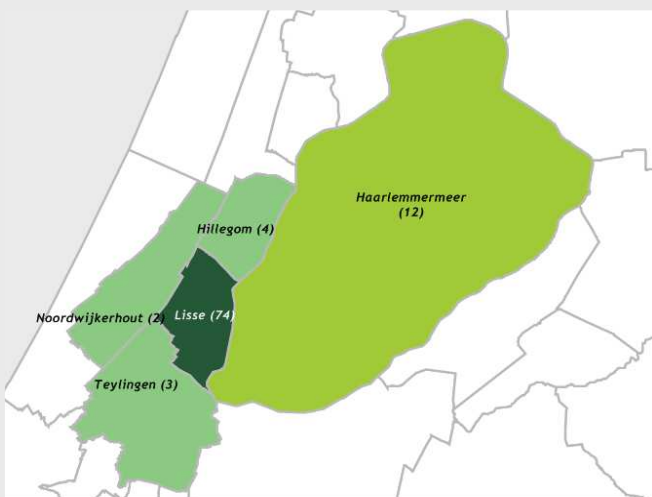 Haarlemmermeer
(12)
Hillegom (4)
Noordwijkerhout (2)
Lisse (74)
Teylingen (3)